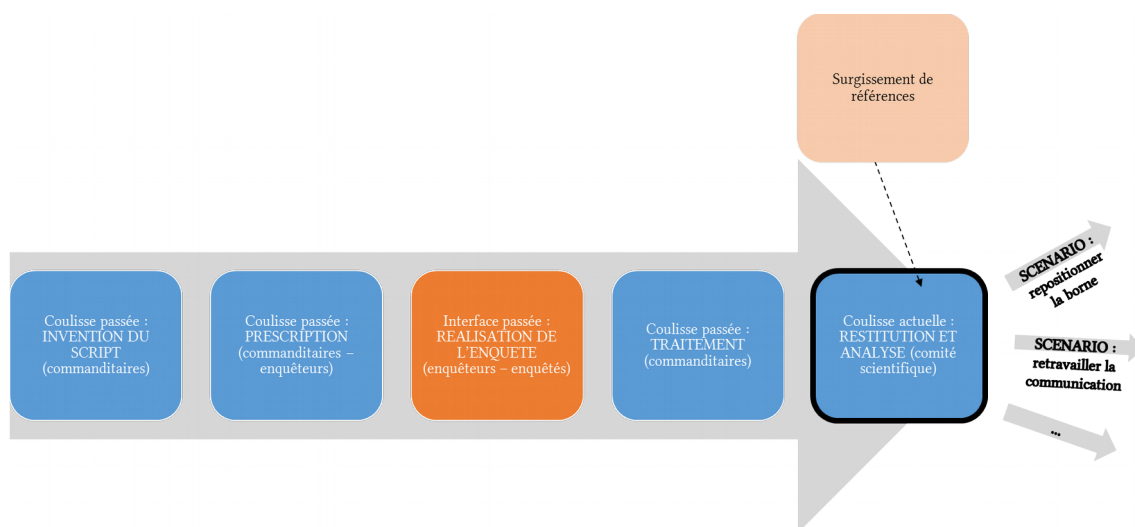 Surgissement de
références
Coulisse passée :
INVENTION DU
SCRIPT
(commanditaires)
Coulisse passée :
PRESCRIPTION
(commanditaires –
enquêteurs)
Interface passée :
REALISATION DE
L'ENQUETE
(enquêteurs – enquêtés)
Coulisse passée :
TRAITEMENT
(commanditaires)
Coulisse actuelle :
RESTITUTION ET
ANALYSE (comité
scientifique)
SCENARIO :
repositionner
la borne
SCENARIO :
retravailler la
communication
...